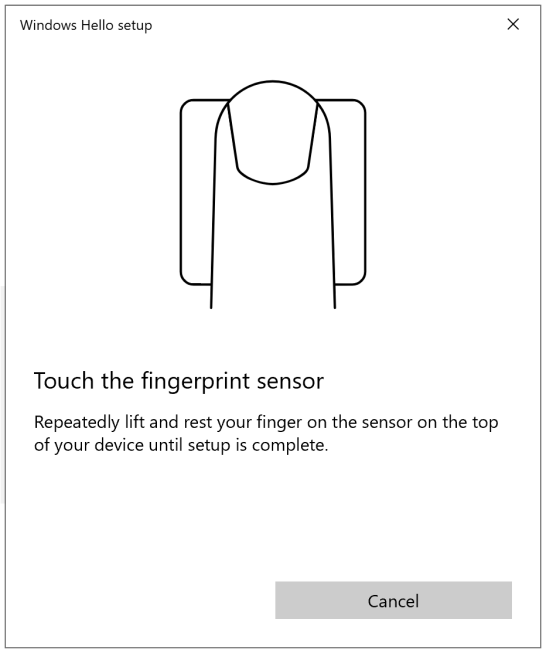 Windows Hello setup
Touch the fingerprint sensor
Repeatedly lift and rest your finger on the sensor on the top
of your device until setup is complete.
Cancel